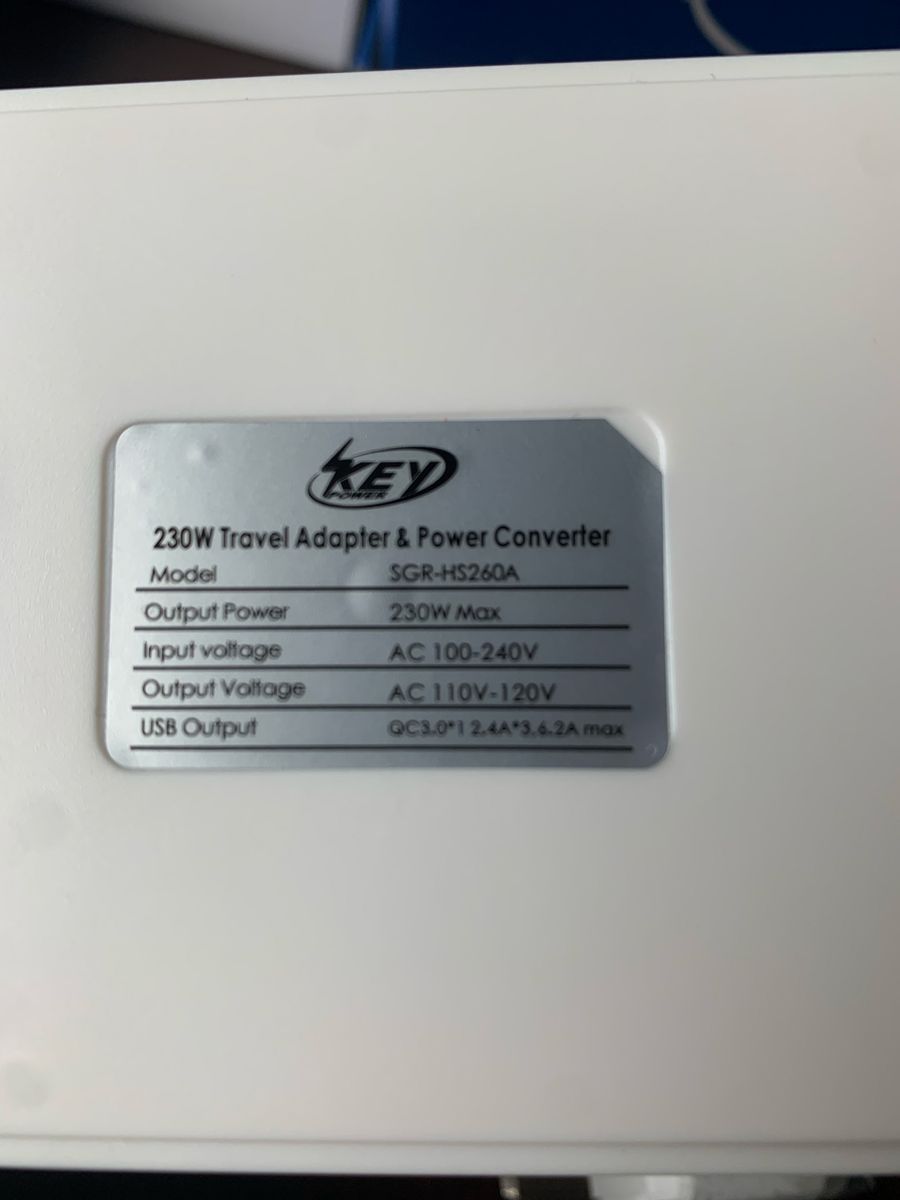 KEY
POWER
230W Travel Adapter & Power Converter
Model SGR-HS260A
Output Power 230W Max
Input voltage AC 100-240V
Output Voltage AC 110V-120V
USB Output QC3.0*1 2.4A*3,6.2A max